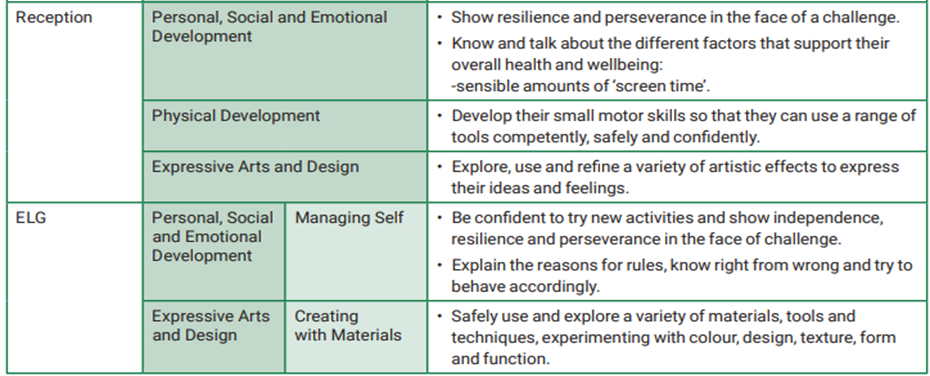 Reception
Personal, Social and Emotional
Development
• Show resilience and perseverance in the face of a challenge.
• Know and talk about the different factors that support their
overall health and wellbeing:
-sensible amounts of ‘screen time’.
Physical Development
• Develop their small motor skills so that they can use a range of
tools competently, safely and confidently.
Expressive Arts and Design
• Explore, use and refine a variety of artistic effects to express
their ideas and feelings.
ELG
Personal, Social
and Emotional
Development
Managing Self
• Be confident to try new activities and show independence,
resilience and perseverance in the face of challenge.
• Explain the reasons for rules, know right from wrong and try to
behave accordingly.
Expressive Arts
and Design
Creating
with Materials
• Safely use and explore a variety of materials, tools and
techniques, experimenting with colour, design, texture, form
and function.